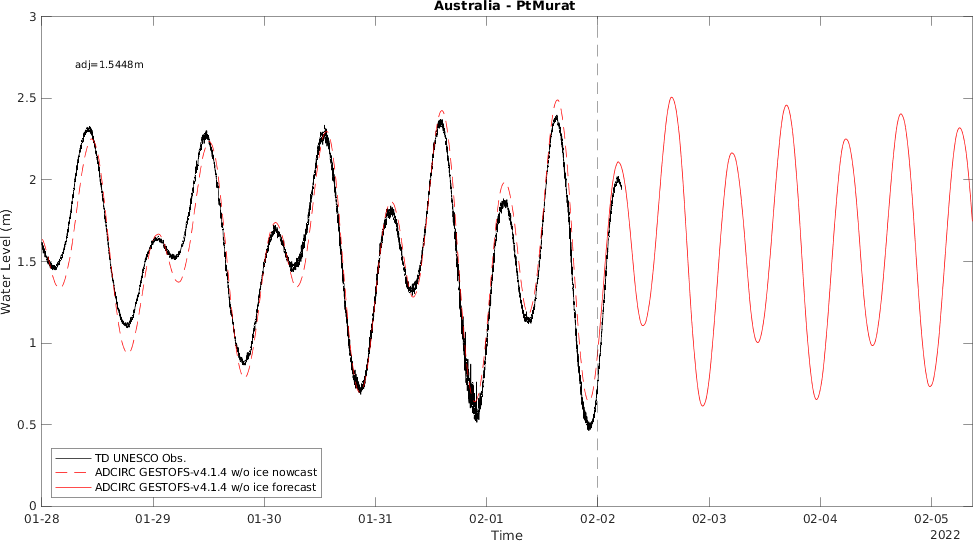 Australia - PtMurat
adj=1.5448m
3
2.5
2
1.5
1
0.5
0
Water Level (m)
TD UNESCO Obs.
ADCIRC GESTOFS-v4.1.4 w/o ice nowcast
ADCIRC GESTOFS-v4.1.4 w/o ice forecast
01-28 01-29 01-30 01-31 02-01 02-02 02-03 02-04 02-05
Time
2022